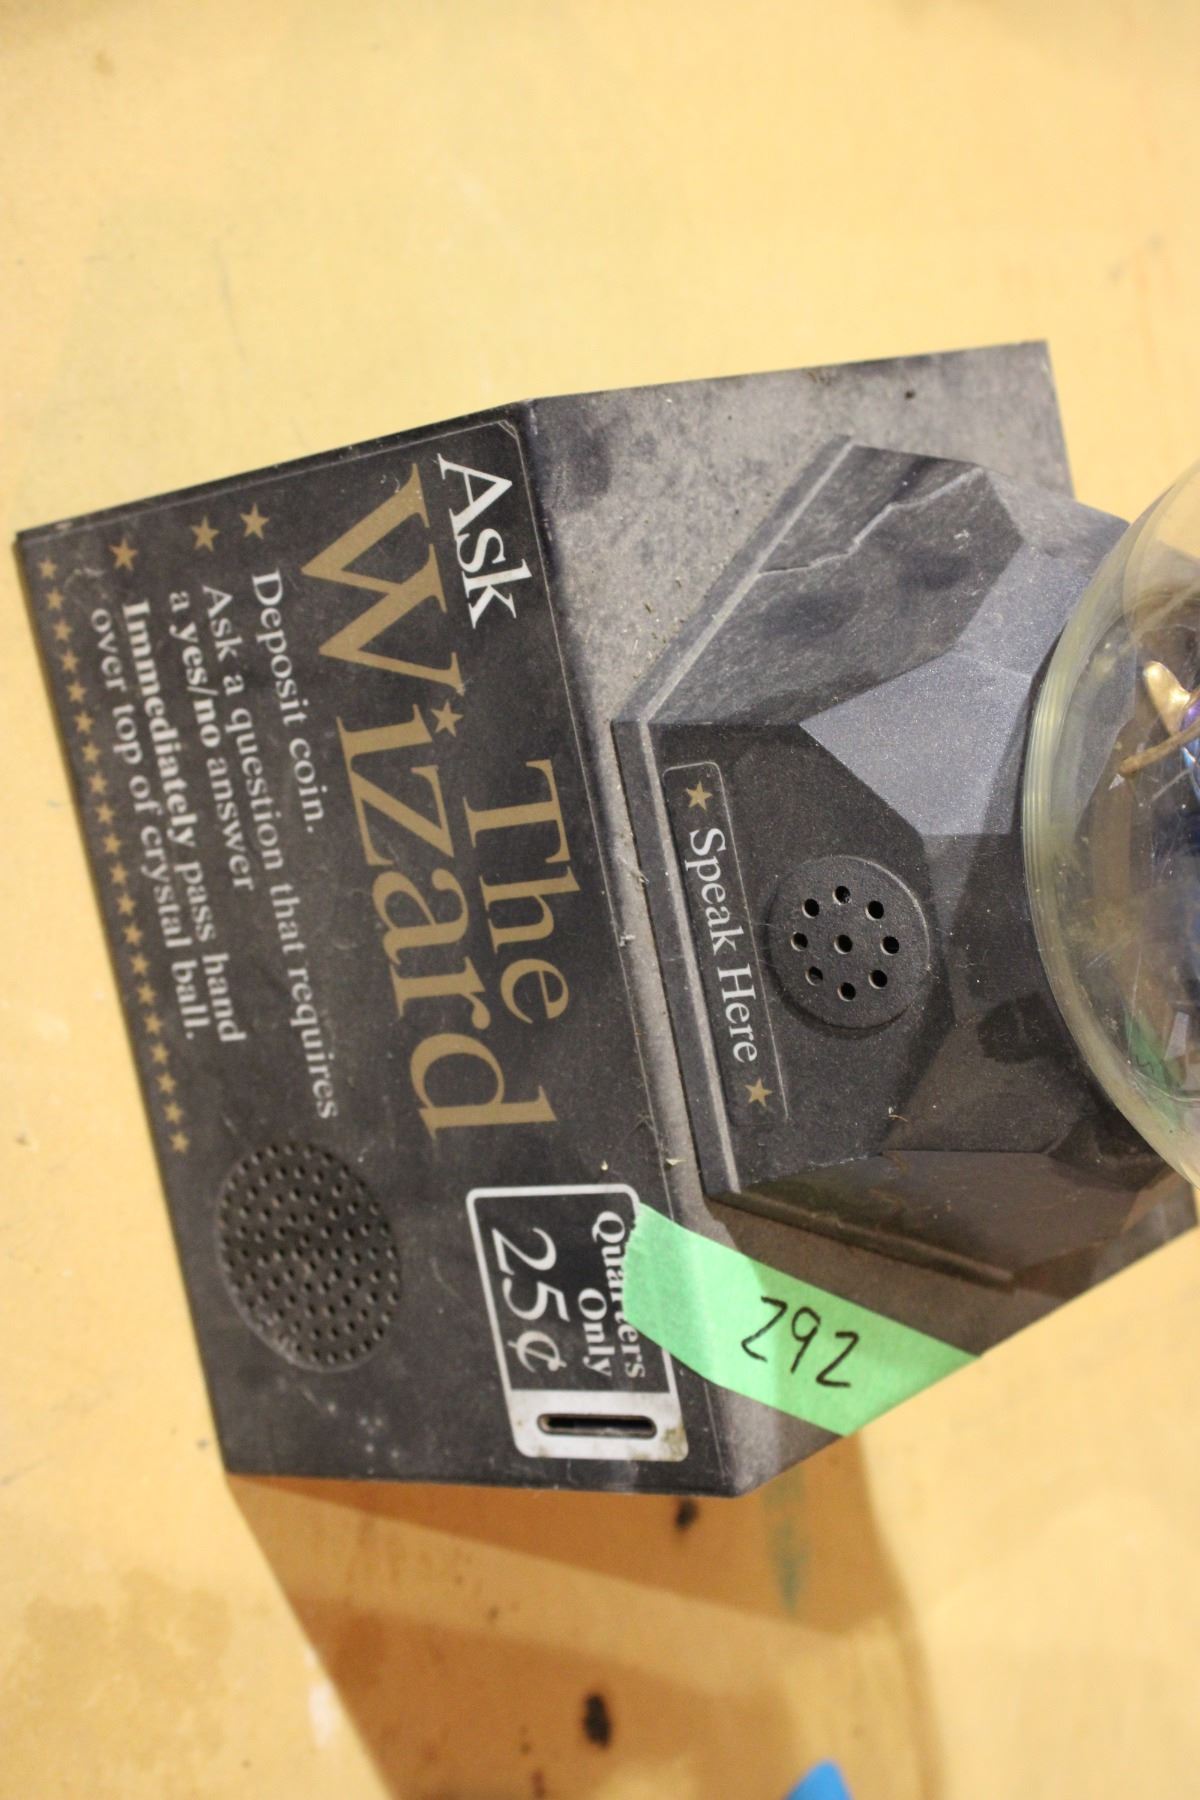 Speak Here
Ask The
Wizard
Deposit coin.
Ask a question that requires
a yes/no answer
Immediately pass hand
over top of crystal ball.
Quarters
Only
25¢
292